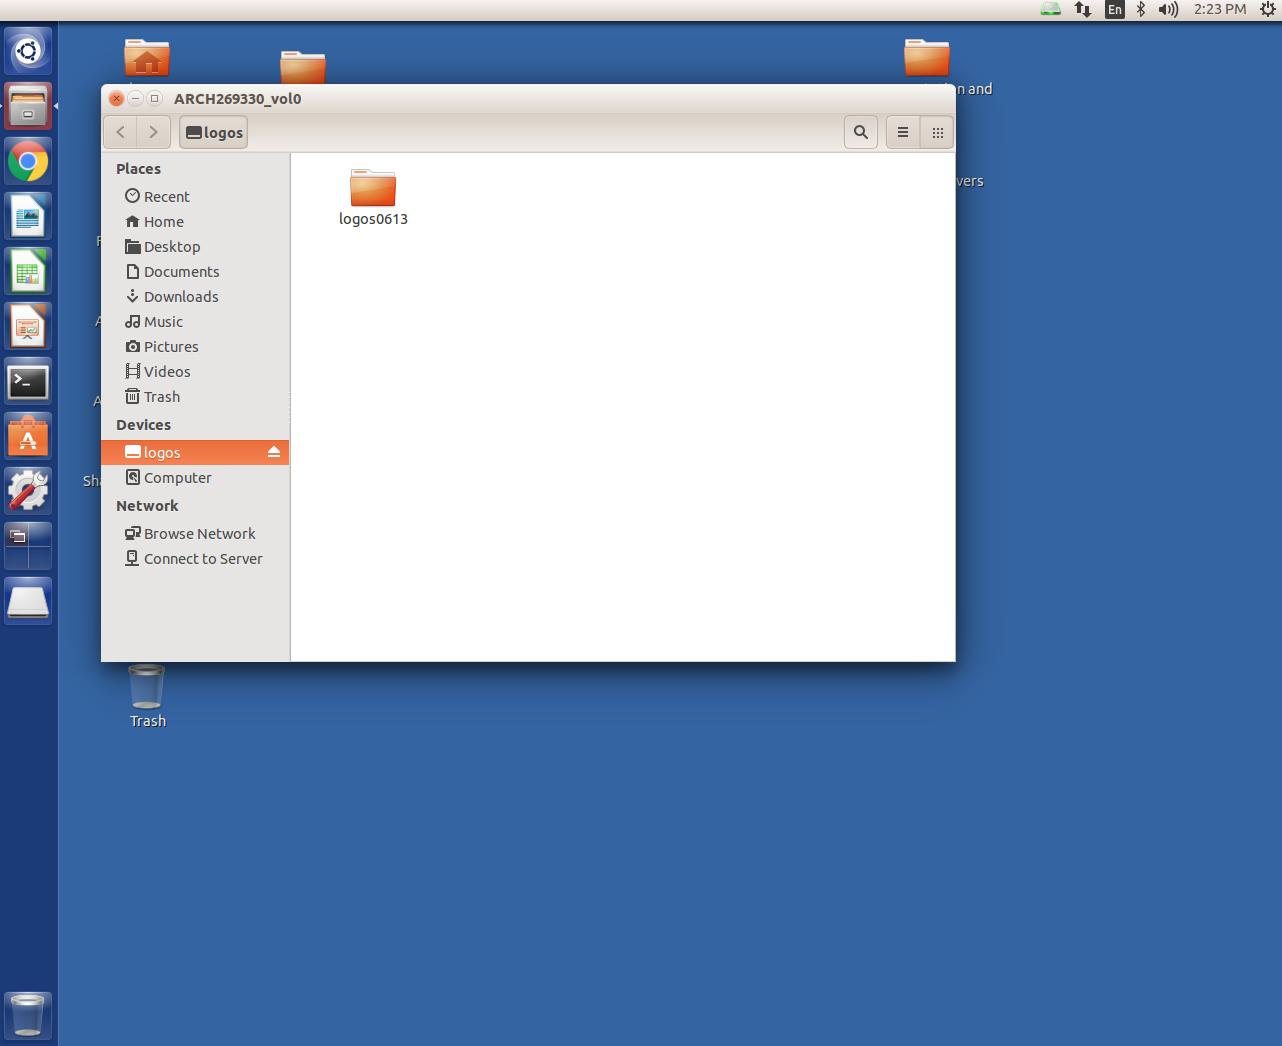 En
2:23 PM
n and
vers
ARCH269330_vol0
logos
Places
Recent
Home
Desktop
Documents
Downloads
Music
Pictures
Videos
Trash
Devices
logos
Computer
Network
Browse Network
Connect to Server
logos0613
Sha
Trash